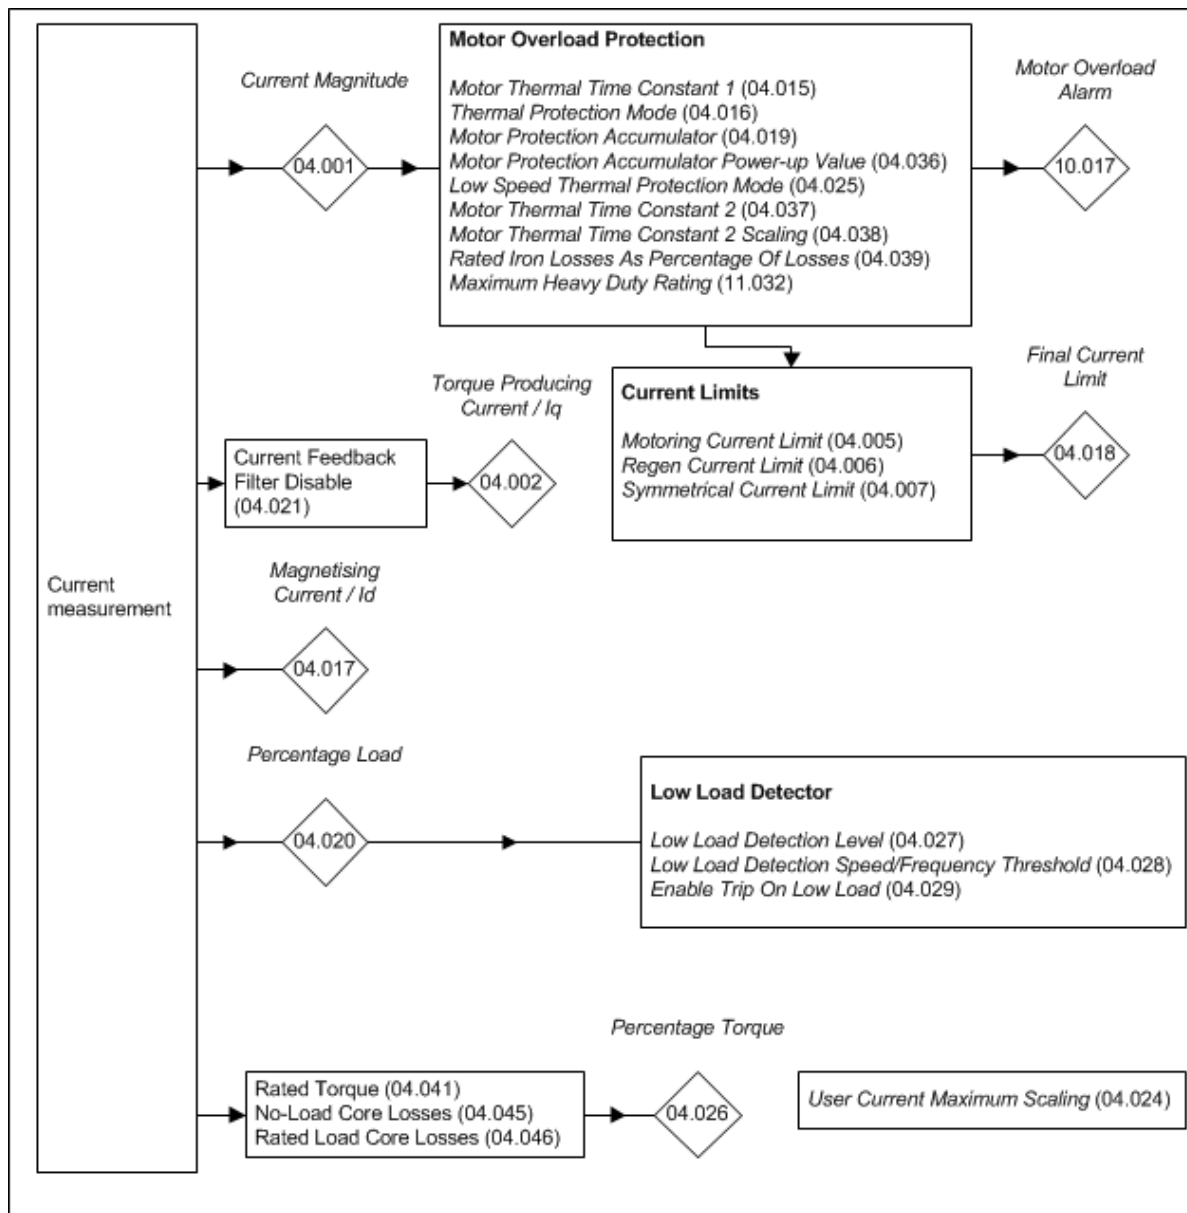 Current
measurement
Current Magnitude
04.001
Motor Overload Protection
Motor Thermal Time Constant 1 (04.015)
Thermal Protection Mode (04.016)
Motor Protection Accumulator (04.019)
Motor Protection Accumulator Power-up Value (04.036)
Low Speed Thermal Protection Mode (04.025)
Motor Thermal Time Constant 2 (04.037)
Motor Thermal Time Constant 2 Scaling (04.038)
Rated Iron Losses As Percentage Of Losses (04.039)
Maximum Heavy Duty Rating (11.032)
Motor Overload
Alarm
10.017
Current Feedback
Filter Disable
(04.021)
Torque Producing
Current / Iq
04.002
Current Limits
Motoring Current Limit (04.005)
Regen Current Limit (04.006)
Symmetrical Current Limit (04.007)
Final Current
Limit
04.018
Magnetising
Current / Id
04.017
Percentage Load
04.020
Low Load Detector
Low Load Detection Level (04.027)
Low Load Detection Speed/Frequency Threshold (04.028)
Enable Trip On Low Load (04.029)
Rated Torque (04.041)
No-Load Core Losses (04.045)
Rated Load Core Losses (04.046)
Percentage Torque
04.026
User Current Maximum Scaling (04.024)